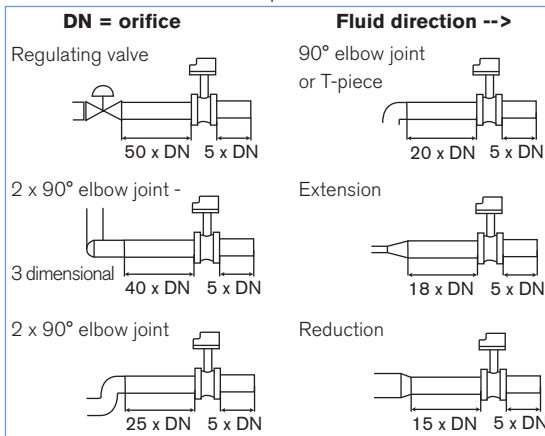 DN = orifice
Fluid direction -->
Regulating valve
50 x DN 5 x DN
90° elbow joint
or T-piece
20 x DN 5 x DN
2 x 90° elbow joint -
3 dimensional
40 x DN 5 x DN
Extension
18 x DN 5 x DN
2 x 90° elbow joint
25 x DN 5 x DN
Reduction
15 x DN 5 x DN